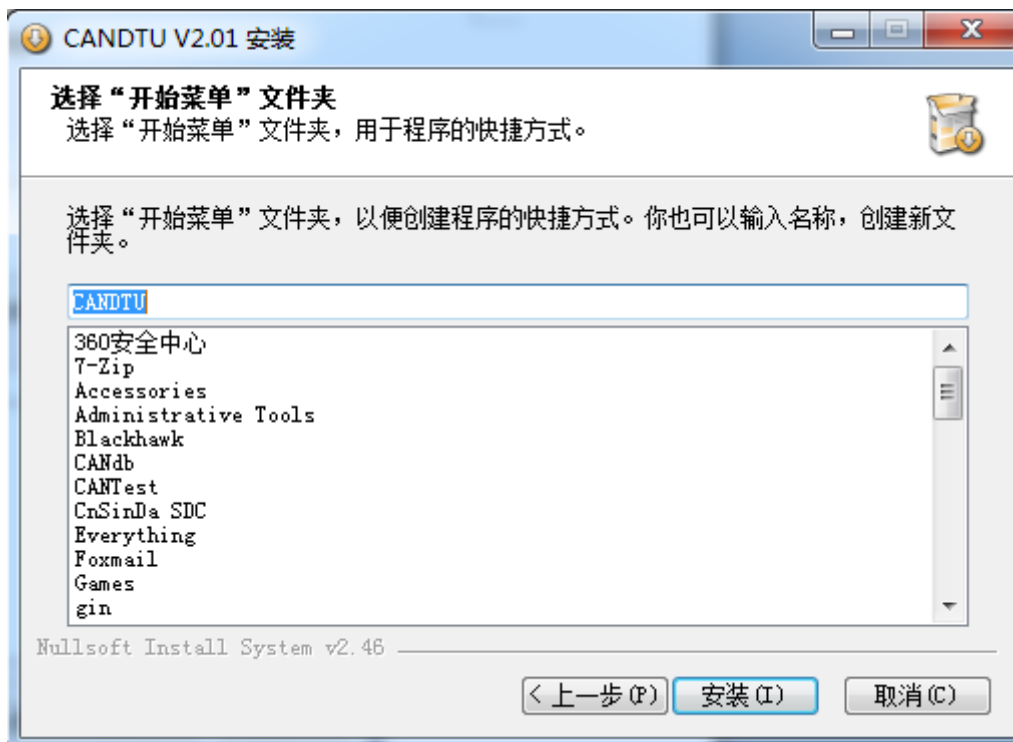 CANDTU V2.01 安装
选择“开始菜单”文件夹
选择“开始菜单”文件夹，用于程序的快捷方式。
选择“开始菜单”文件夹，以便创建程序的快捷方式。你也可以输入名称，创建新文
件夹。
CANDTU
360安全中心
7-Zip
Accessories
Administrative Tools
Blackhawk
CANdb
CANTest
CnSinDa SDC
Everything
Foxmail
Games
gin
Nullsoft Install System v2.46
< 上一步(P)
安装(I)
取消(C)